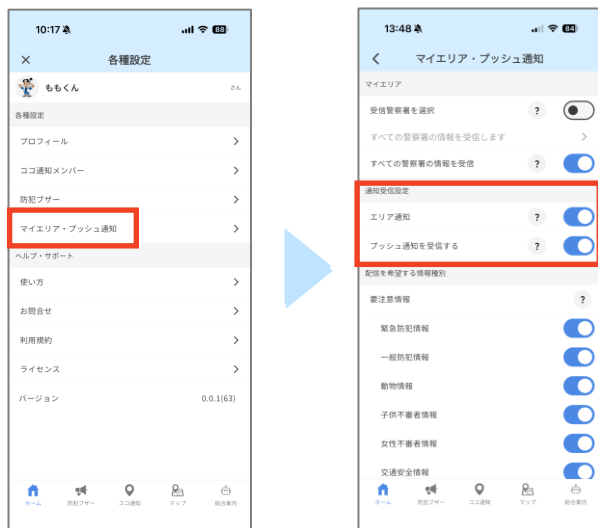 10:17
88
各種設定
ももくん
さん
各種設定
プロフィール
ココ通知メンバー
防犯ブザー
マイエリア・プッシュ通知
ヘルプ・サポート
使い方
お問合せ
利用規約
ライセンス
バージョン 0.0.1(63)
ホーム 防犯ブザー ココ通知 マップ 総合案内
13:48
84
マイエリア・プッシュ通知
マイエリア
受信警察署を選択 ?
すべての警察署の情報を受信します
すべての警察署の情報を受信 ?
通知受信設定
エリア通知 ?
プッシュ通知を受信する ?
配信を希望する情報種別
要注意情報 ?
緊急防犯情報
一般防犯情報
動物情報
子供不審者情報
女性不審者情報
交通安全情報
ホーム 防犯ブザー ココ通知 マップ 総合案内